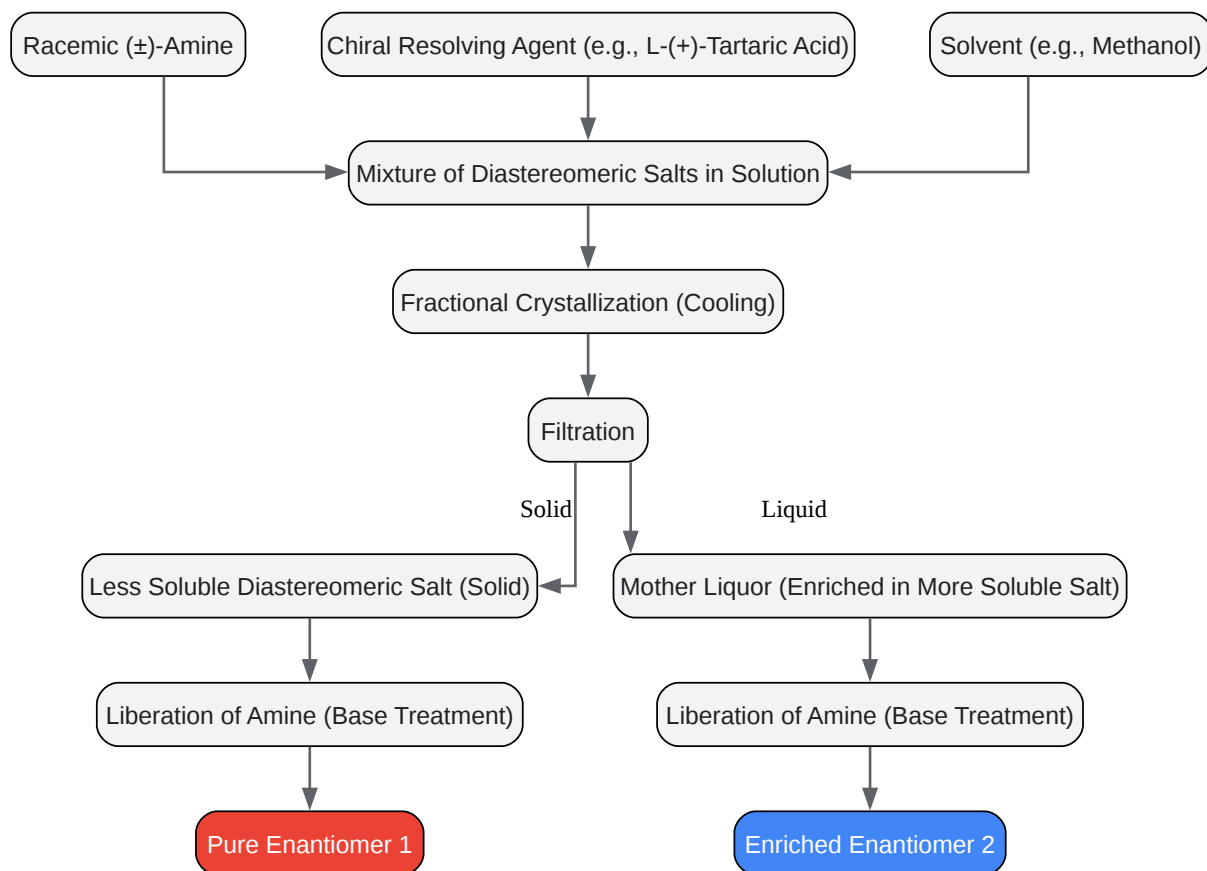 Racemic (±)-Amine
Chiral Resolving Agent (e.g., L-(+)-Tartaric Acid)
Solvent (e.g., Methanol)
Mixture of Diastereomeric Salts in Solution
Fractional Crystallization (Cooling)
Filtration
Solid
Liquid
Less Soluble Diastereomeric Salt (Solid)
Mother Liquor (Enriched in More Soluble Salt)
Liberation of Amine (Base Treatment)
Liberation of Amine (Base Treatment)
Pure Enantiomer 1
Enriched Enantiomer 2